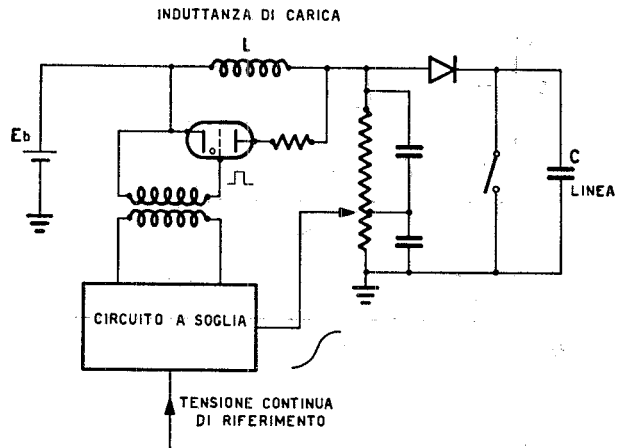 INDUTTANZA DI CARICA
L
Eb
C
LINEA
CIRCUITO A SOGLIA
TENSIONE CONTINUA
DI RIFERIMENTO